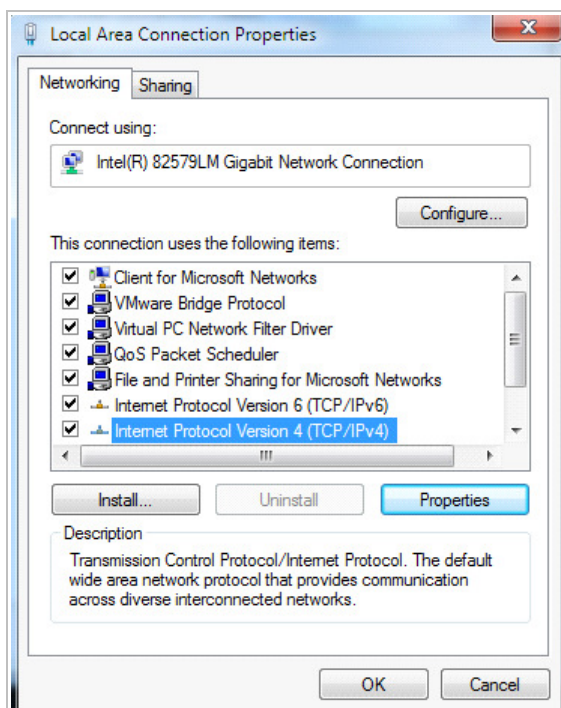 Local Area Connection Properties
Networking
Sharing
Connect using:
Intel(R) 82579LM Gigabit Network Connection
Configure...
This connection uses the following items:
Client for Microsoft Networks
VMware Bridge Protocol
Virtual PC Network Filter Driver
QoS Packet Scheduler
File and Printer Sharing for Microsoft Networks
Internet Protocol Version 6 (TCP/IPv6)
Internet Protocol Version 4 (TCP/IPv4)
Install...
Uninstall
Properties
Description
Transmission Control Protocol/Internet Protocol. The default
wide area network protocol that provides communication
across diverse interconnected networks.
OK
Cancel